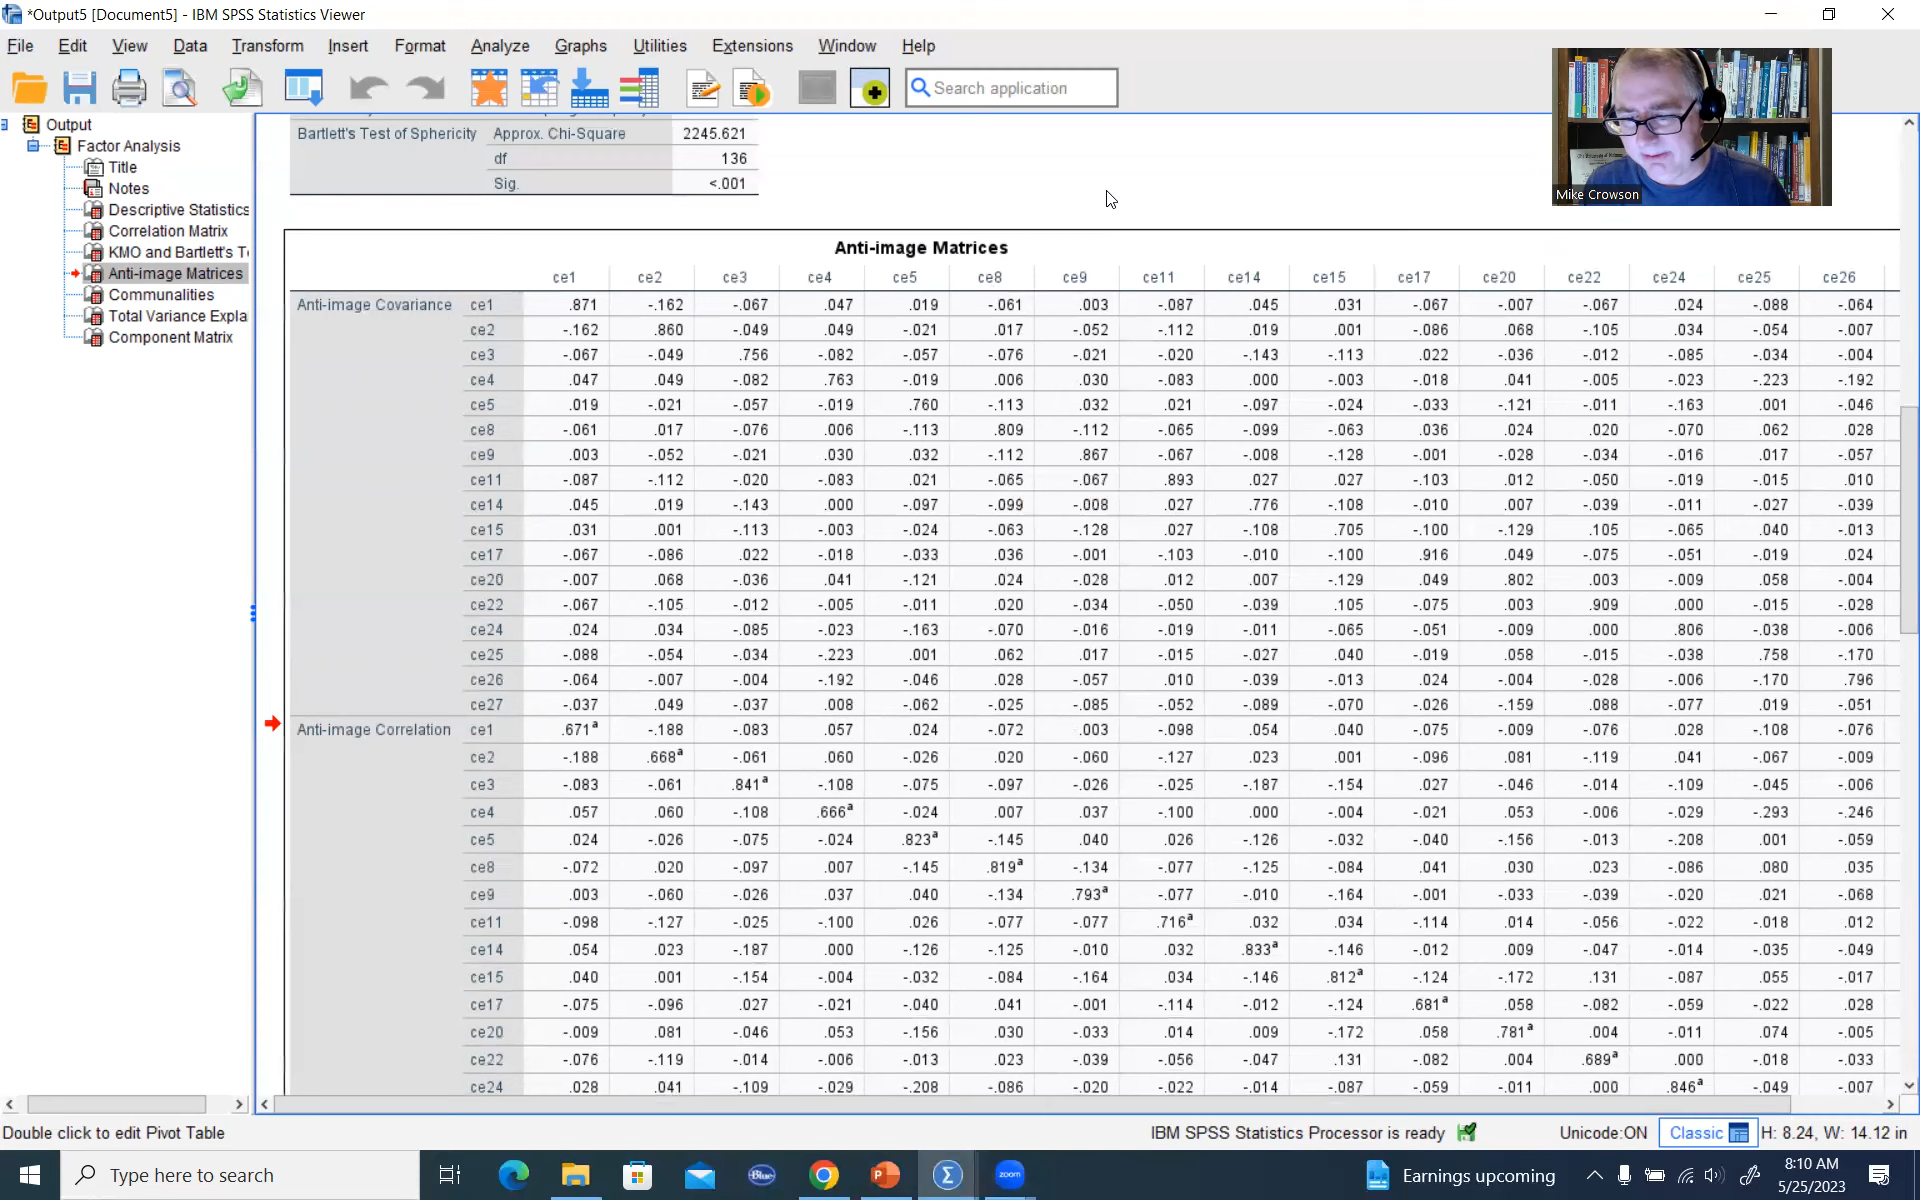 *Output5 [Document5] - IBM SPSS Statistics Viewer
File Edit View Data Transform Insert Format Analyze Graphs Utilities Extensions Window Help
Search application
Mike Crowson
Output
Factor Analysis
Title
Notes
Descriptive Statistics
Correlation Matrix
KMO and Bartlett's T
Anti-image Matrices
Communalities
Total Variance Expla
Component Matrix
Bartlett's Test of Sphericity Approx. Chi-Square 2245.621
df 136
Sig. <.001
Anti-image Matrices
ce1 ce2 ce3 ce4 ce5 ce8 ce9 ce11 ce14 ce15 ce17 ce20 ce22 ce24 ce25 ce26
Anti-image Covariance ce1 .871 -.162 -.067 .047 .019 -.061 .003 -.087 .045 .031 -.067 -.007 -.067 .024 -.088 -.064
ce2 -.162 .860 -.049 .049 -.021 .017 -.052 -.112 .019 .001 -.086 .068 -.105 .034 -.054 -.007
ce3 -.067 -.049 .756 -.082 -.057 -.076 -.021 -.020 -.143 -.113 .022 -.036 -.012 -.085 -.034 -.004
ce4 .047 .049 -.082 .763 -.019 .006 .030 -.083 .000 -.003 -.018 .041 -.005 -.023 -.223 -.192
ce5 .019 -.021 -.057 -.019 .760 -.113 .032 .021 -.097 -.024 -.033 -.121 -.011 -.163 .001 -.046
ce8 -.061 .017 -.076 .006 -.113 .809 -.112 -.065 -.099 -.063 .036 .024 .020 -.070 .062 .028
ce9 .003 -.052 -.021 .030 .032 -.112 .867 -.067 -.008 -.128 -.001 -.028 -.034 -.016 .017 -.057
ce11 -.087 -.112 -.020 -.083 .021 -.065 -.067 .893 .027 .027 -.103 .012 -.050 -.019 -.015 .010
ce14 .045 .019 -.143 .000 -.097 -.099 -.008 .027 .776 -.108 -.010 .007 -.039 -.011 -.027 -.039
ce15 .031 .001 -.113 -.003 -.024 -.063 -.128 .027 -.108 .705 -.100 -.129 .105 -.065 .040 -.013
ce17 -.067 -.086 .022 -.018 -.033 .036 -.001 -.103 -.010 -.100 .916 .049 -.075 -.051 -.019 .024
ce20 -.007 .068 -.036 .041 -.121 .024 -.028 .012 .007 -.129 .049 .802 .003 -.009 .058 -.004
ce22 -.067 -.105 -.012 -.005 -.011 .020 -.034 -.050 -.039 .105 -.075 .003 .909 .000 -.015 -.028
ce24 .024 .034 -.085 -.023 -.163 -.070 -.016 -.019 -.011 -.065 -.051 -.009 .000 .806 -.038 -.006
ce25 -.088 -.054 -.034 -.223 .001 .062 .017 -.015 -.027 .040 -.019 .058 -.015 -.038 .758 -.170
ce26 -.064 -.007 -.004 -.192 -.046 .028 -.057 .010 -.039 -.013 .024 -.004 -.028 -.006 -.170 .796
ce27 -.037 .049 -.037 .008 -.062 -.025 -.085 -.052 -.089 -.070 -.026 -.159 .088 -.077 .019 -.051
Anti-image Correlation ce1 .671a -.188 -.083 .057 .024 -.072 .003 -.098 .054 .040 -.075 -.009 -.076 .028 -.108 -.076
ce2 -.188 .668a -.061 .060 -.026 .020 -.060 -.127 .023 .001 -.096 .081 -.119 .041 -.067 -.009
ce3 -.083 -.061 .841a -.108 -.075 -.097 -.026 -.025 -.187 -.154 .027 -.046 -.014 -.109 -.045 -.006
ce4 .057 .060 -.108 .666a -.024 .007 .037 -.100 .000 -.004 -.021 .053 -.006 -.029 -.293 -.246
ce5 .024 -.026 -.075 -.024 .823a -.145 .040 .026 -.126 -.032 -.040 -.156 -.013 -.208 .001 -.059
ce8 -.072 .020 -.097 .007 -.145 .819a -.134 -.077 -.125 -.084 .041 .030 .023 -.086 .080 .035
ce9 .003 -.060 -.026 .037 .040 -.134 .793a -.077 -.010 -.164 -.001 -.033 -.039 -.020 .021 -.068
ce11 -.098 -.127 -.025 -.100 .026 -.077 -.077 .716a .032 .034 -.114 .014 -.056 -.022 -.018 .012
ce14 .054 .023 -.187 .000 -.126 -.125 -.010 .032 .833a -.146 -.012 .009 -.047 -.014 -.035 -.049
ce15 .040 .001 -.154 -.004 -.032 -.084 -.164 .034 -.146 .812a -.124 -.172 .131 -.087 .055 -.017
ce17 -.075 -.096 .027 -.021 -.040 .041 -.001 -.114 -.012 -.124 .681a .058 -.082 -.059 -.022 .028
ce20 -.009 .081 -.046 .053 -.156 .030 -.033 .014 .009 -.172 .058 .781a .004 -.011 .074 -.005
ce22 -.076 -.119 -.014 -.006 -.013 .023 -.039 -.056 -.047 .131 -.082 .004 .689a .000 -.018 -.033
ce24 .028 .041 -.109 -.029 -.208 -.086 -.020 -.022 -.014 -.087 -.059 -.011 .000 .846a -.049 -.007
Double click to edit Pivot Table IBM SPSS Statistics Processor is ready Unicode:ON Classic H: 8.24, W: 14.12 in
Type here to search Blue zoom Earnings upcoming 8:10 AM
5/25/2023